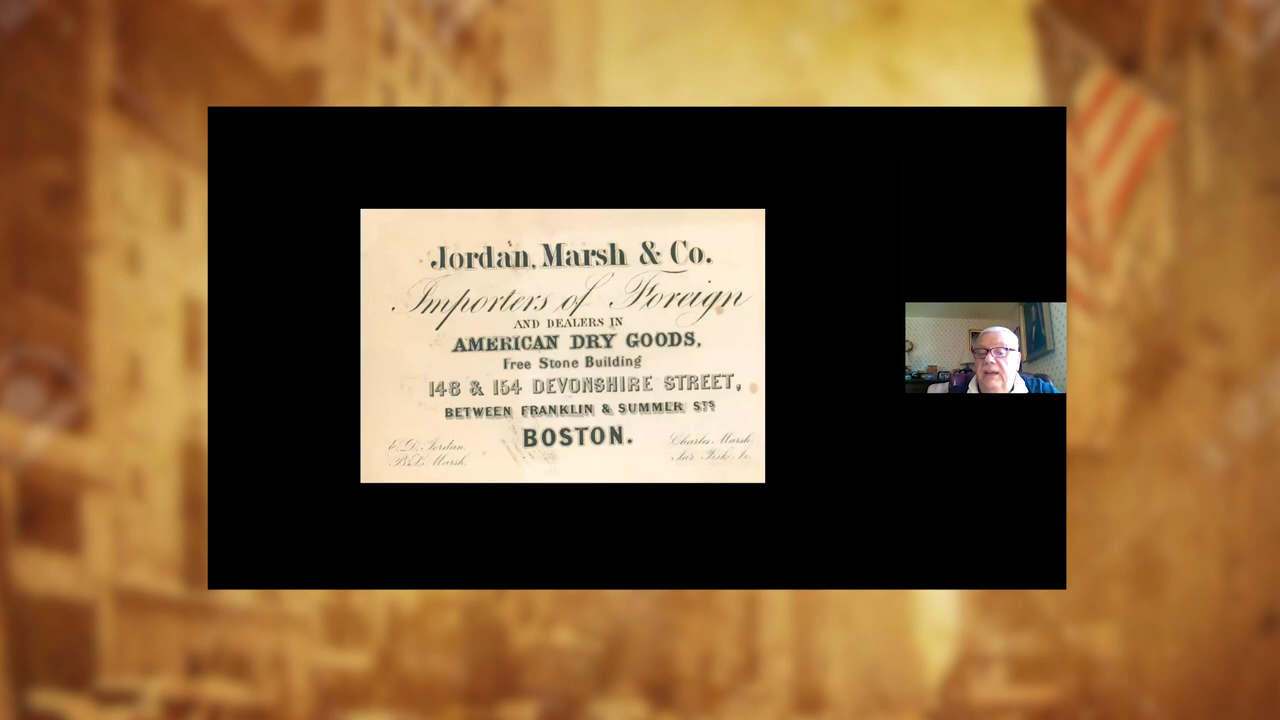 Jordan, Marsh & Co.
Importers of Foreign
AND DEALERS IN
AMERICAN DRY GOODS,
Free Stone Building
148 & 154 DEVONSHIRE STREET,
BETWEEN FRANKLIN & SUMMER STS
BOSTON.
E. D. Jordan.
B. L. Marsh.
Charles Marsh.